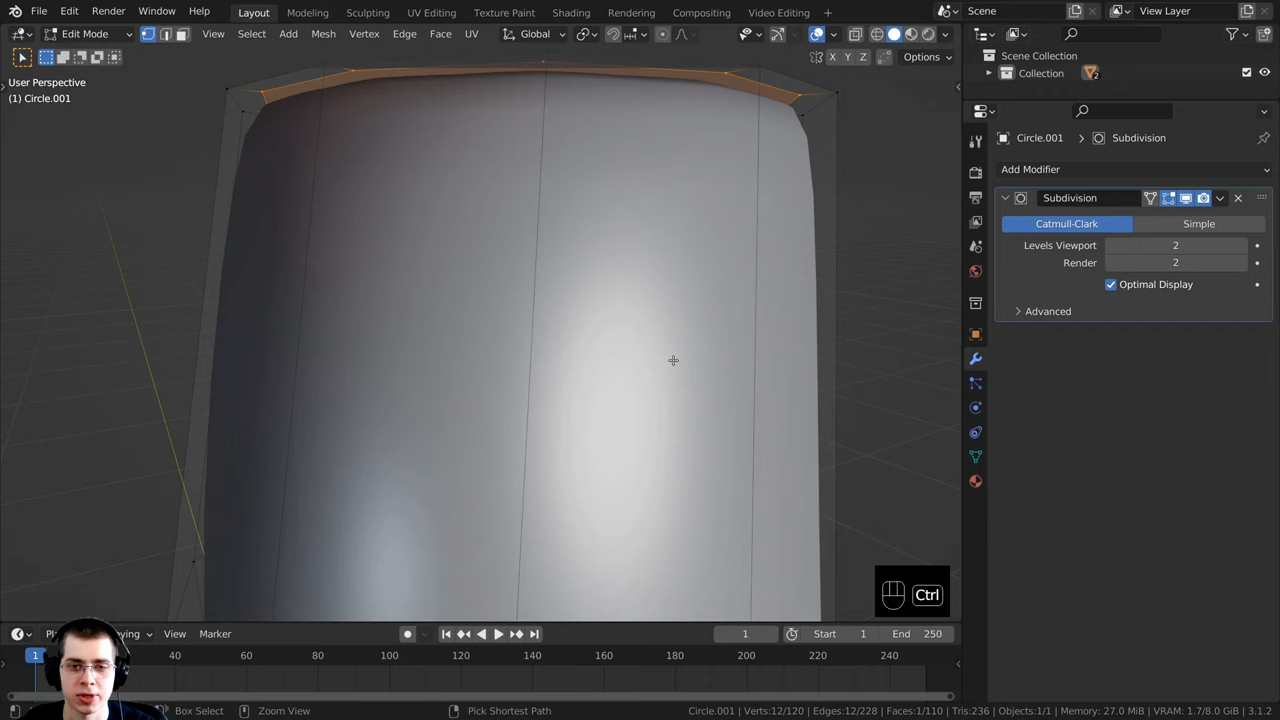 File Edit Render Window Help Layout Modeling Sculpting UV Editing Texture Paint Shading Rendering Compositing Video Editing + Scene View Layer
Edit Mode View Select Add Mesh Vertex Edge Face UV Global
X Y Z Options
User Perspective
(1) Circle.001
Scene Collection
Collection 2
Circle.001 > Subdivision
Add Modifier
Subdivision
Catmull-Clark Simple
Levels Viewport 2
Render 2
Optimal Display
Advanced
Ctrl
View Marker 1 Start 1 End 250
1 40 60 80 100 120 140 160 180 200 220 240
Box Select Zoom View Pick Shortest Path Circle.001 | Verts:12/120 | Edges:12/228 | Faces:1/110 | Tris:236 | Objects:1/1 | Memory: 27.0 MiB | VRAM: 1.7/8.0 GiB | 3.1.2